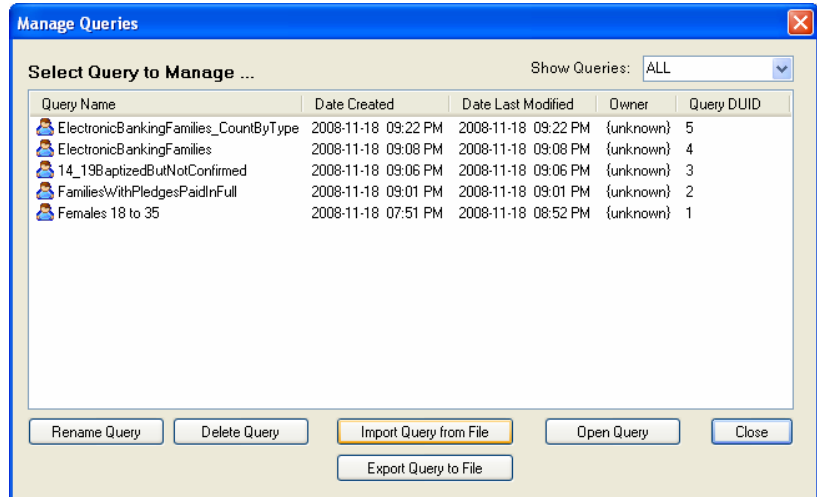 Manage Queries
Select Query to Manage ... Show Queries: ALL
Query Name Date Created Date Last Modified Owner Query DUID
ElectronicBankingFamilies_CountByType 2008-11-18 09:22 PM 2008-11-18 09:22 PM {unknown} 5
ElectronicBankingFamilies 2008-11-18 09:08 PM 2008-11-18 09:08 PM {unknown} 4
14_19BaptizedButNotConfirmed 2008-11-18 09:06 PM 2008-11-18 09:06 PM {unknown} 3
FamiliesWithPledgesPaidInFull 2008-11-18 09:01 PM 2008-11-18 09:01 PM {unknown} 2
Females 18 to 35 2008-11-18 07:51 PM 2008-11-18 08:52 PM {unknown} 1
Rename Query Delete Query Import Query from File Open Query Close
Export Query to File